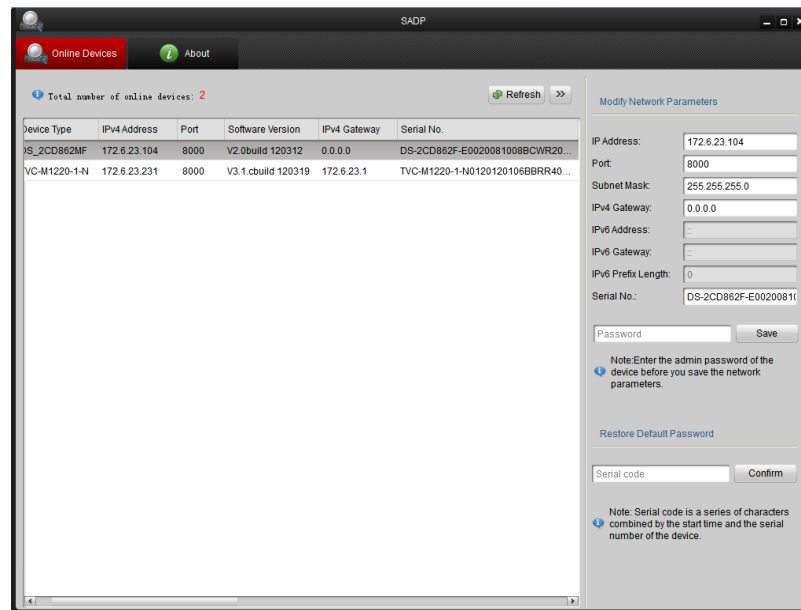 SADP
Online Devices
About
Total number of online devices: 2
Refresh
Device Type IPv4 Address Port Software Version IPv4 Gateway Serial No.
DS_2CD862MF 172.6.23.104 8000 V2.0build 120312 0.0.0.0 DS-2CD862F-E0020081008BCWR20...
VC-M1220-1-N 172.6.23.231 8000 V3.1.cbuild 120319 172.6.23.1 TVC-M1220-1-N0120120106BBRR40...
Modify Network Parameters
IP Address: 172.6.23.104
Port: 8000
Subnet Mask: 255.255.255.0
IPv4 Gateway: 0.0.0.0
IPv6 Address: ::
IPv6 Gateway: ::
IPv6 Prefix Length: 0
Serial No.: DS-2CD862F-E0020081(
Password
Save
Note:Enter the admin password of the
device before you save the network
parameters.
Restore Default Password
Serial code
Confirm
Note: Serial code is a series of characters
combined by the start time and the serial
number of the device.